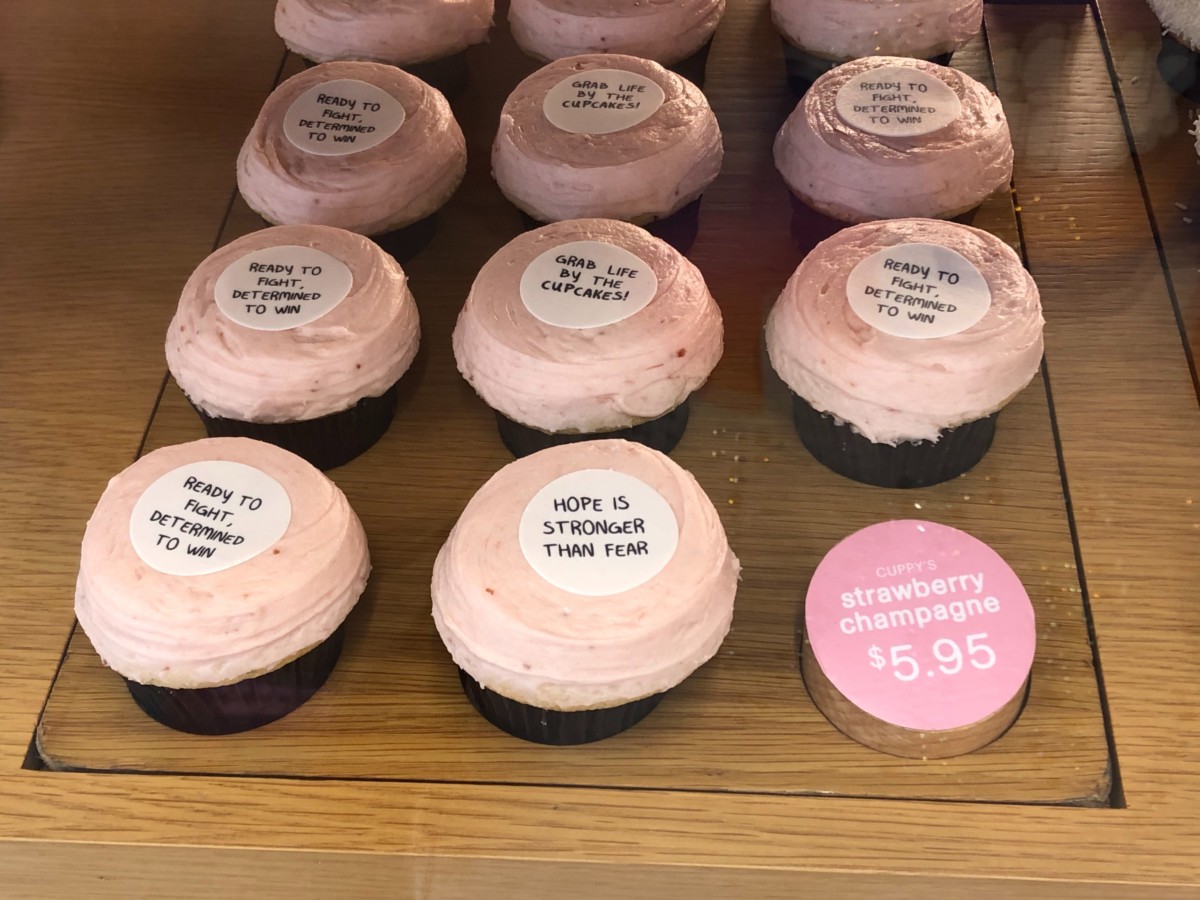 READY TO
FIGHT,
DETERMINED
TO WIN
GRAB LIFE
BY THE
CUPCAKES!
READY TO
FIGHT,
DETERMINED
TO WIN
READY TO
FIGHT,
DETERMINED
TO WIN
GRAB LIFE
BY THE
CUPCAKES!
READY TO
FIGHT,
DETERMINED
TO WIN
READY TO
FIGHT,
DETERMINED
TO WIN
HOPE IS
STRONGER
THAN FEAR
CUPPY'S
strawberry
champagne
$5.95